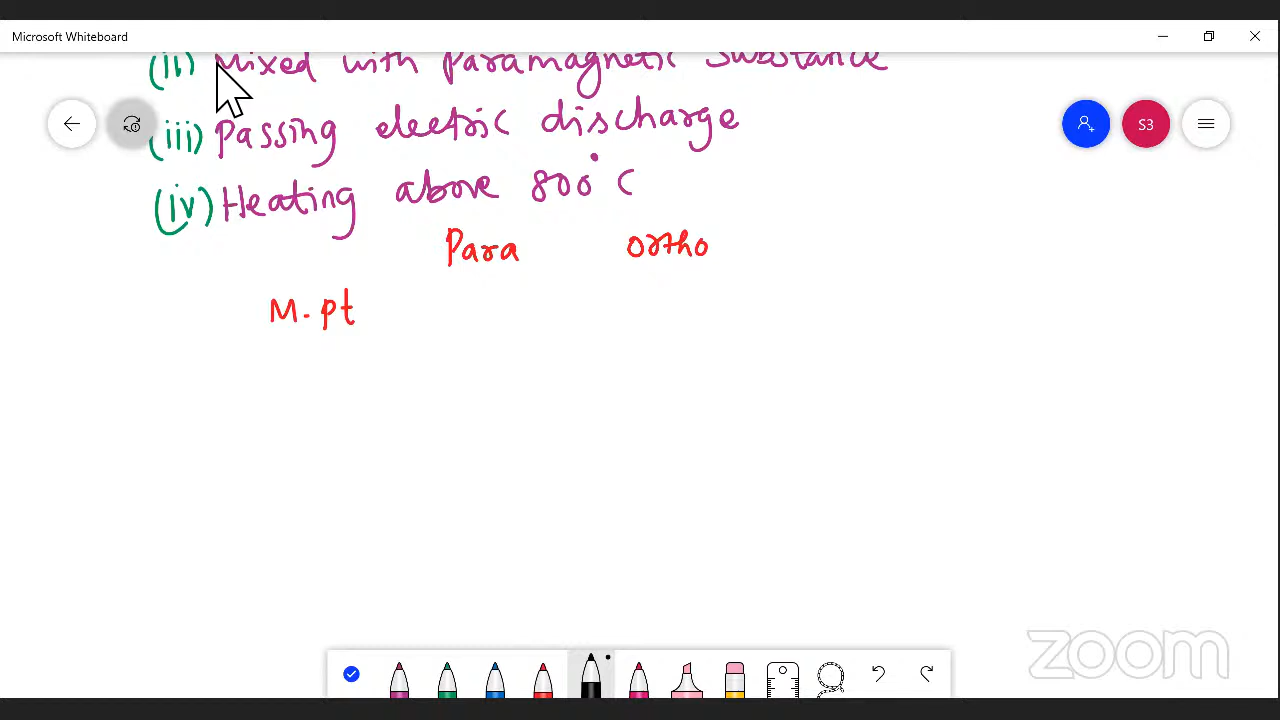 Microsoft Whiteboard
(ii) Mixed with paramagnetic substance
(iii) Passing electric discharge
S3
(iv) Heating above 800°C
Para ortho
M.pt
zoom